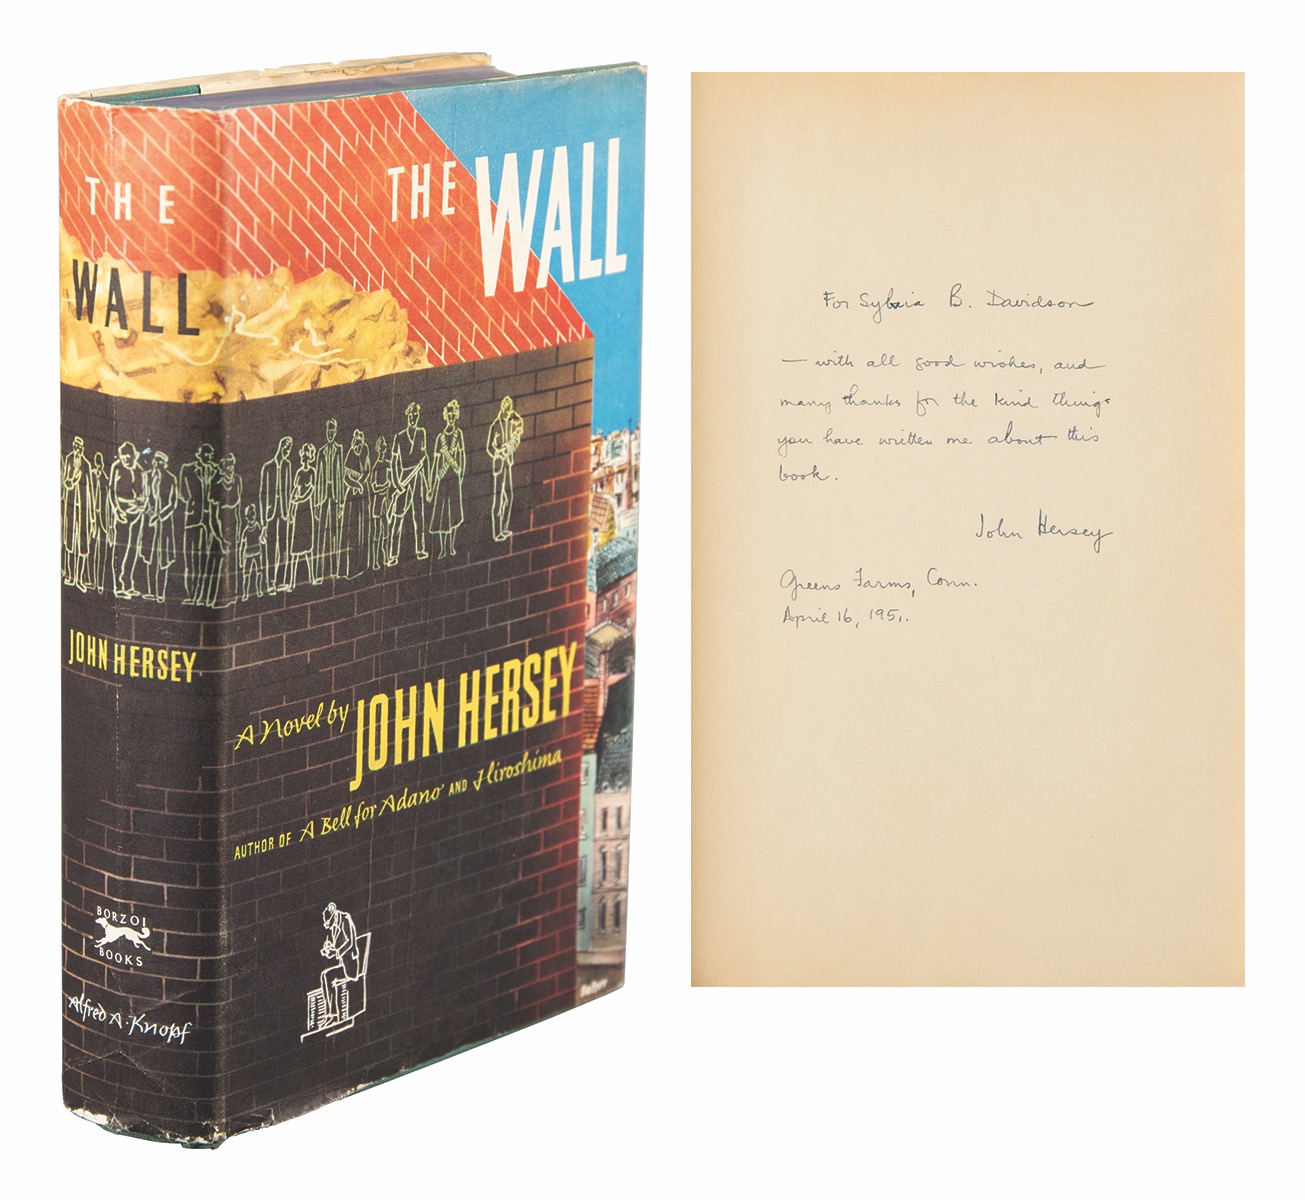 THE
WALL
JOHN HERSEY
BORZOI
BOOKS
Alfred A. Knopf
THE WALL
A Novel by JOHN HERSEY
AUTHOR OF A Bell for Adano AND Hiroshima
For Sylvia B. Davidson
— with all good wishes, and
many thanks for the kind things
you have written me about this
book.
John Hersey
Greens Farms, Conn.
April 16, 1951.